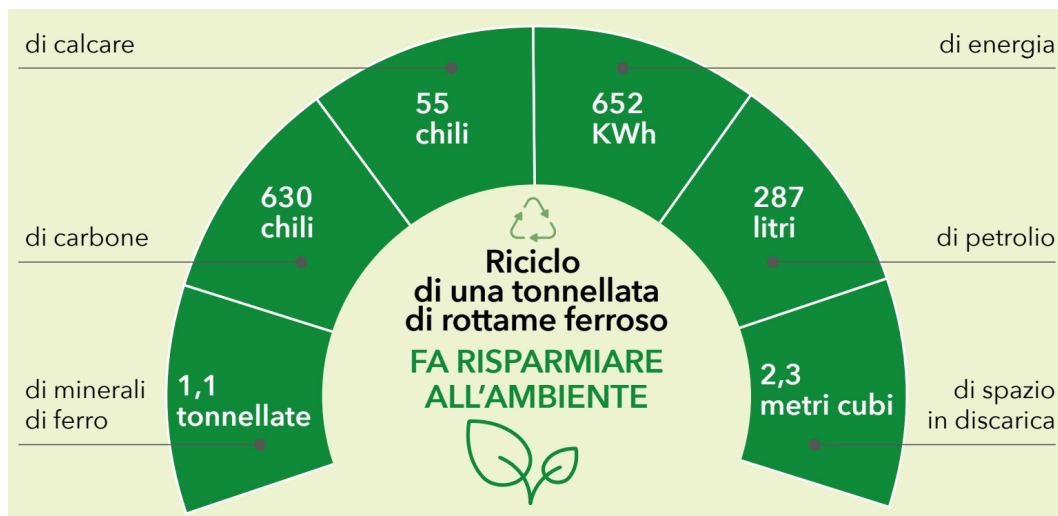 di calcare
55
chili
652
KWh
di energia
di carbone
630
chili
287
litri
di petrolio
di minerali
di ferro
1,1
tonnellate
2,3
metri cubi
di spazio
in discarica
Riciclo
di una tonnellata
di rottame ferroso
FA RISPARMIARE
ALL'AMBIENTE